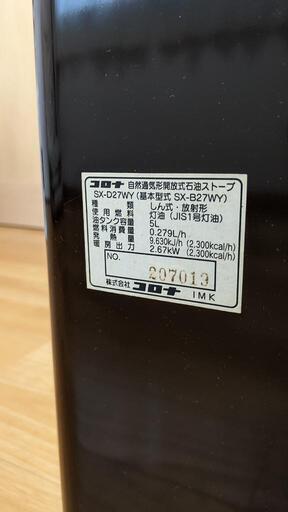 コロナ 自然通気形開放式石油ストーブ
SX-D27WY (基本型式 SX-B27WY)
種類 しん式・放射形
使用燃料 灯油 (JIS1号灯油)
油タンク容量 5L
燃料消費量 0.279L/h
発熱量 9.630kJ/h (2,300kcal/h)
暖房出力 2.67kW (2,300kcal/h)
NO. 207013
株式会社 コロナ IMK